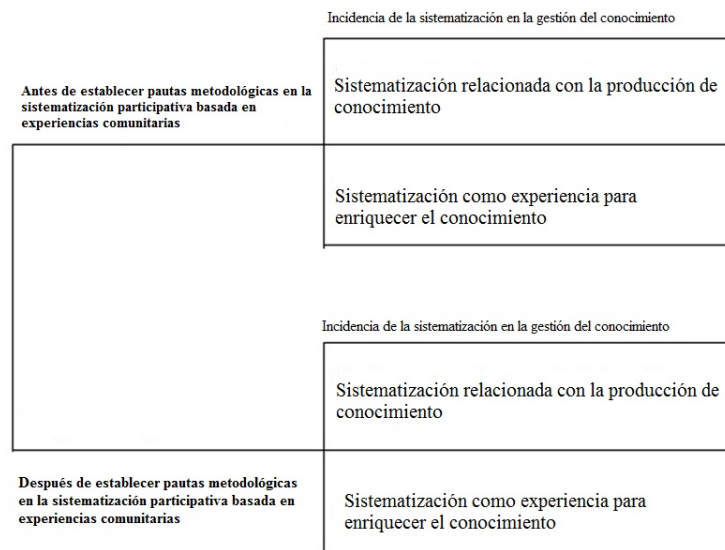 Incidencia de la sistematización en la gestión del conocimiento
Sistematización relacionada con la producción de
conocimiento
Antes de establecer pautas metodológicas en la
sistematización participativa basada en
experiencias comunitarias
Sistematización como experiencia para
enriquecer el conocimiento
Incidencia de la sistematización en la gestión del conocimiento
Sistematización relacionada con la producción de
conocimiento
Después de establecer pautas metodológicas
en la sistematización participativa basada en
experiencias comunitarias
Sistematización como experiencia para
enriquecer el conocimiento